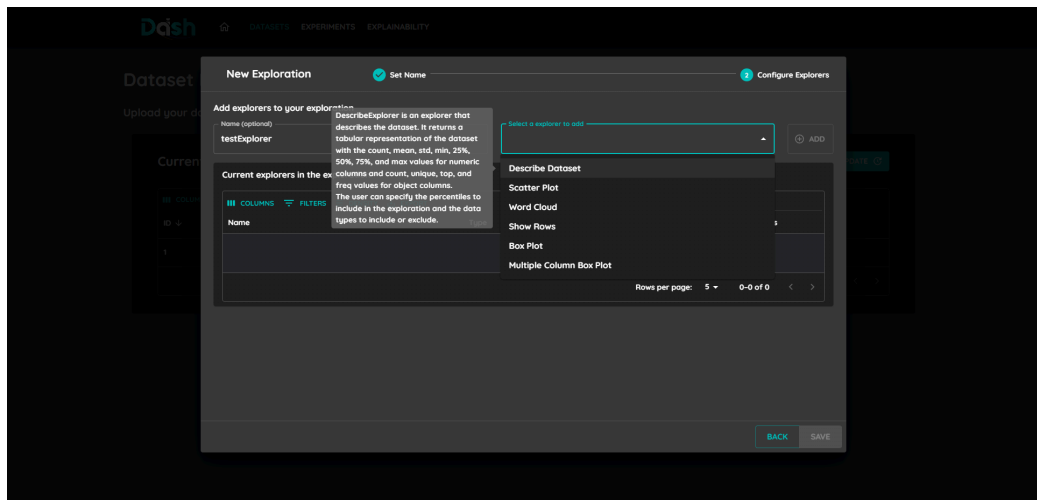 Dash
DATASETS EXPERIMENTS EXPLAINABILITY
Dataset
Upload your da
Curren
New Exploration
Set Name
2 Configure Explorers
Add explorers to your exploration
Name (optional)
testExplorer
DescribeExplorer is an explorer that
describes the dataset. It returns a
tabular representation of the dataset
with the count, mean, std, min, 25%,
50%, 75%, and max values for numeric
columns and count, unique, top, and
freq values for object columns.
The user can specify the percentiles to
include in the exploration and the data
types to include or exclude.
Select a explorer to add
ADD
Describe Dataset
Scatter Plot
Word Cloud
Show Rows
Box Plot
Multiple Column Box Plot
Current explorers in the ex
COLUMNS FILTERS
Name Type s
Rows per page: 5 0-0 of 0
ID
1
BACK SAVE